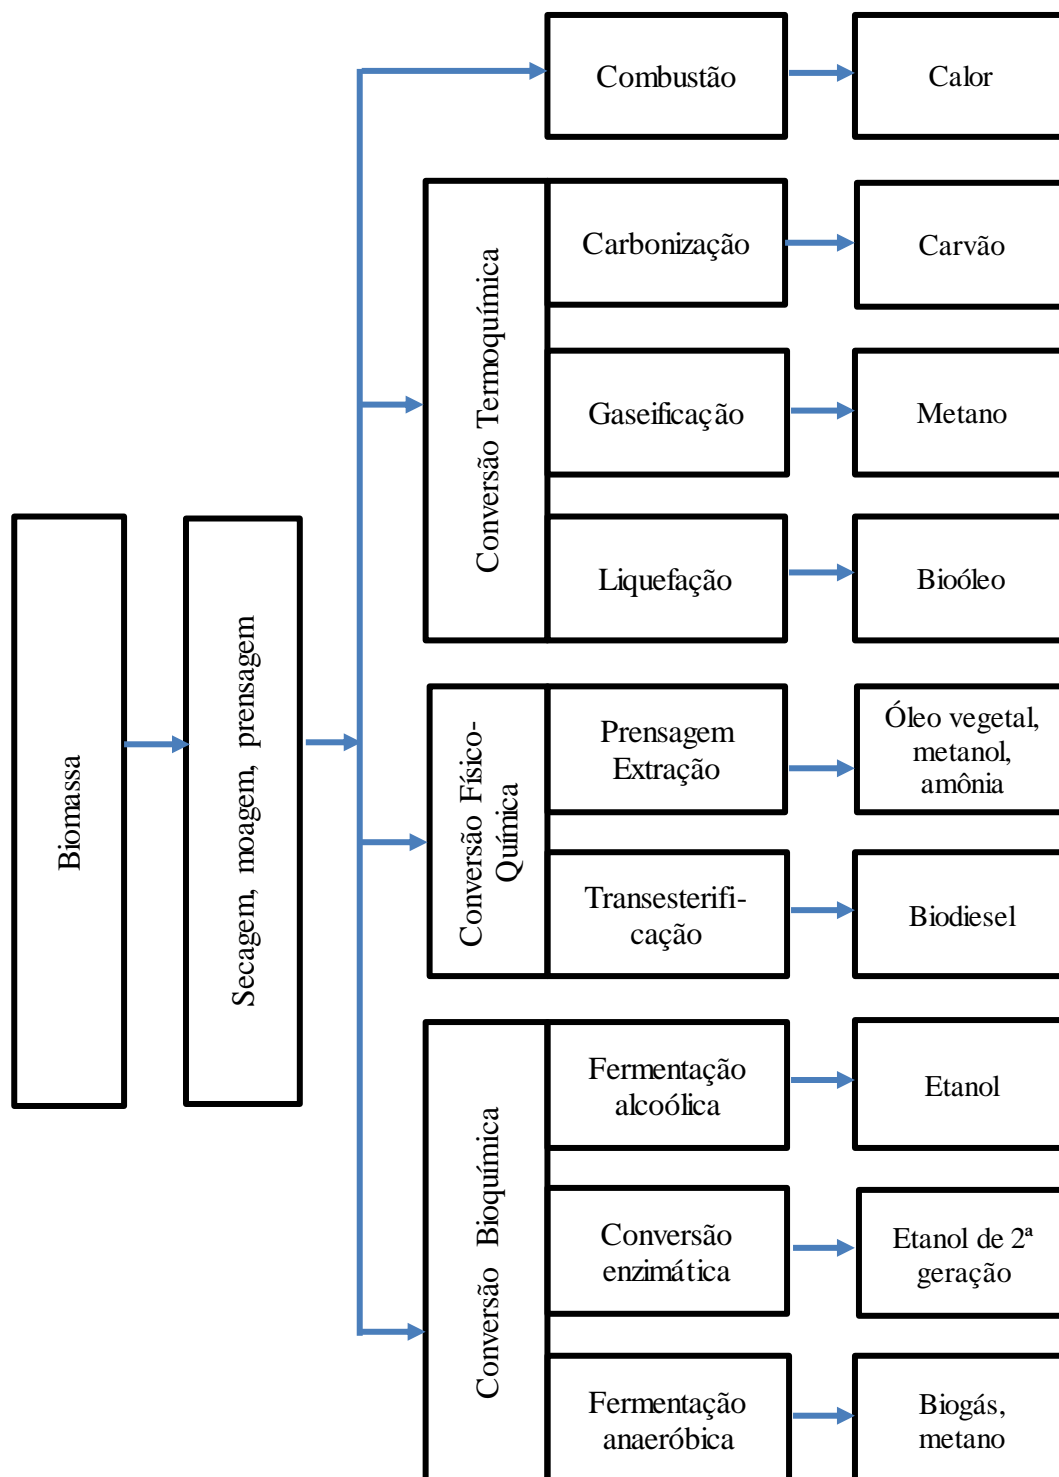 Biomassa
Secagem, moagem, prensagem
Combustão
Calor
Conversão Termoquímica
Carbonização
Carvão
Gaseificação
Metano
Liquefação
Bioóleo
Conversão Físico-
Química
Prensagem
Extração
Óleo vegetal,
metanol,
amônia
Transesterifi-
cação
Biodiesel
Conversão Bioquímica
Fermentação
alcoólica
Etanol
Conversão
enzimática
Etanol de 2ª
geração
Fermentação
anaeróbica
Biogás,
metano